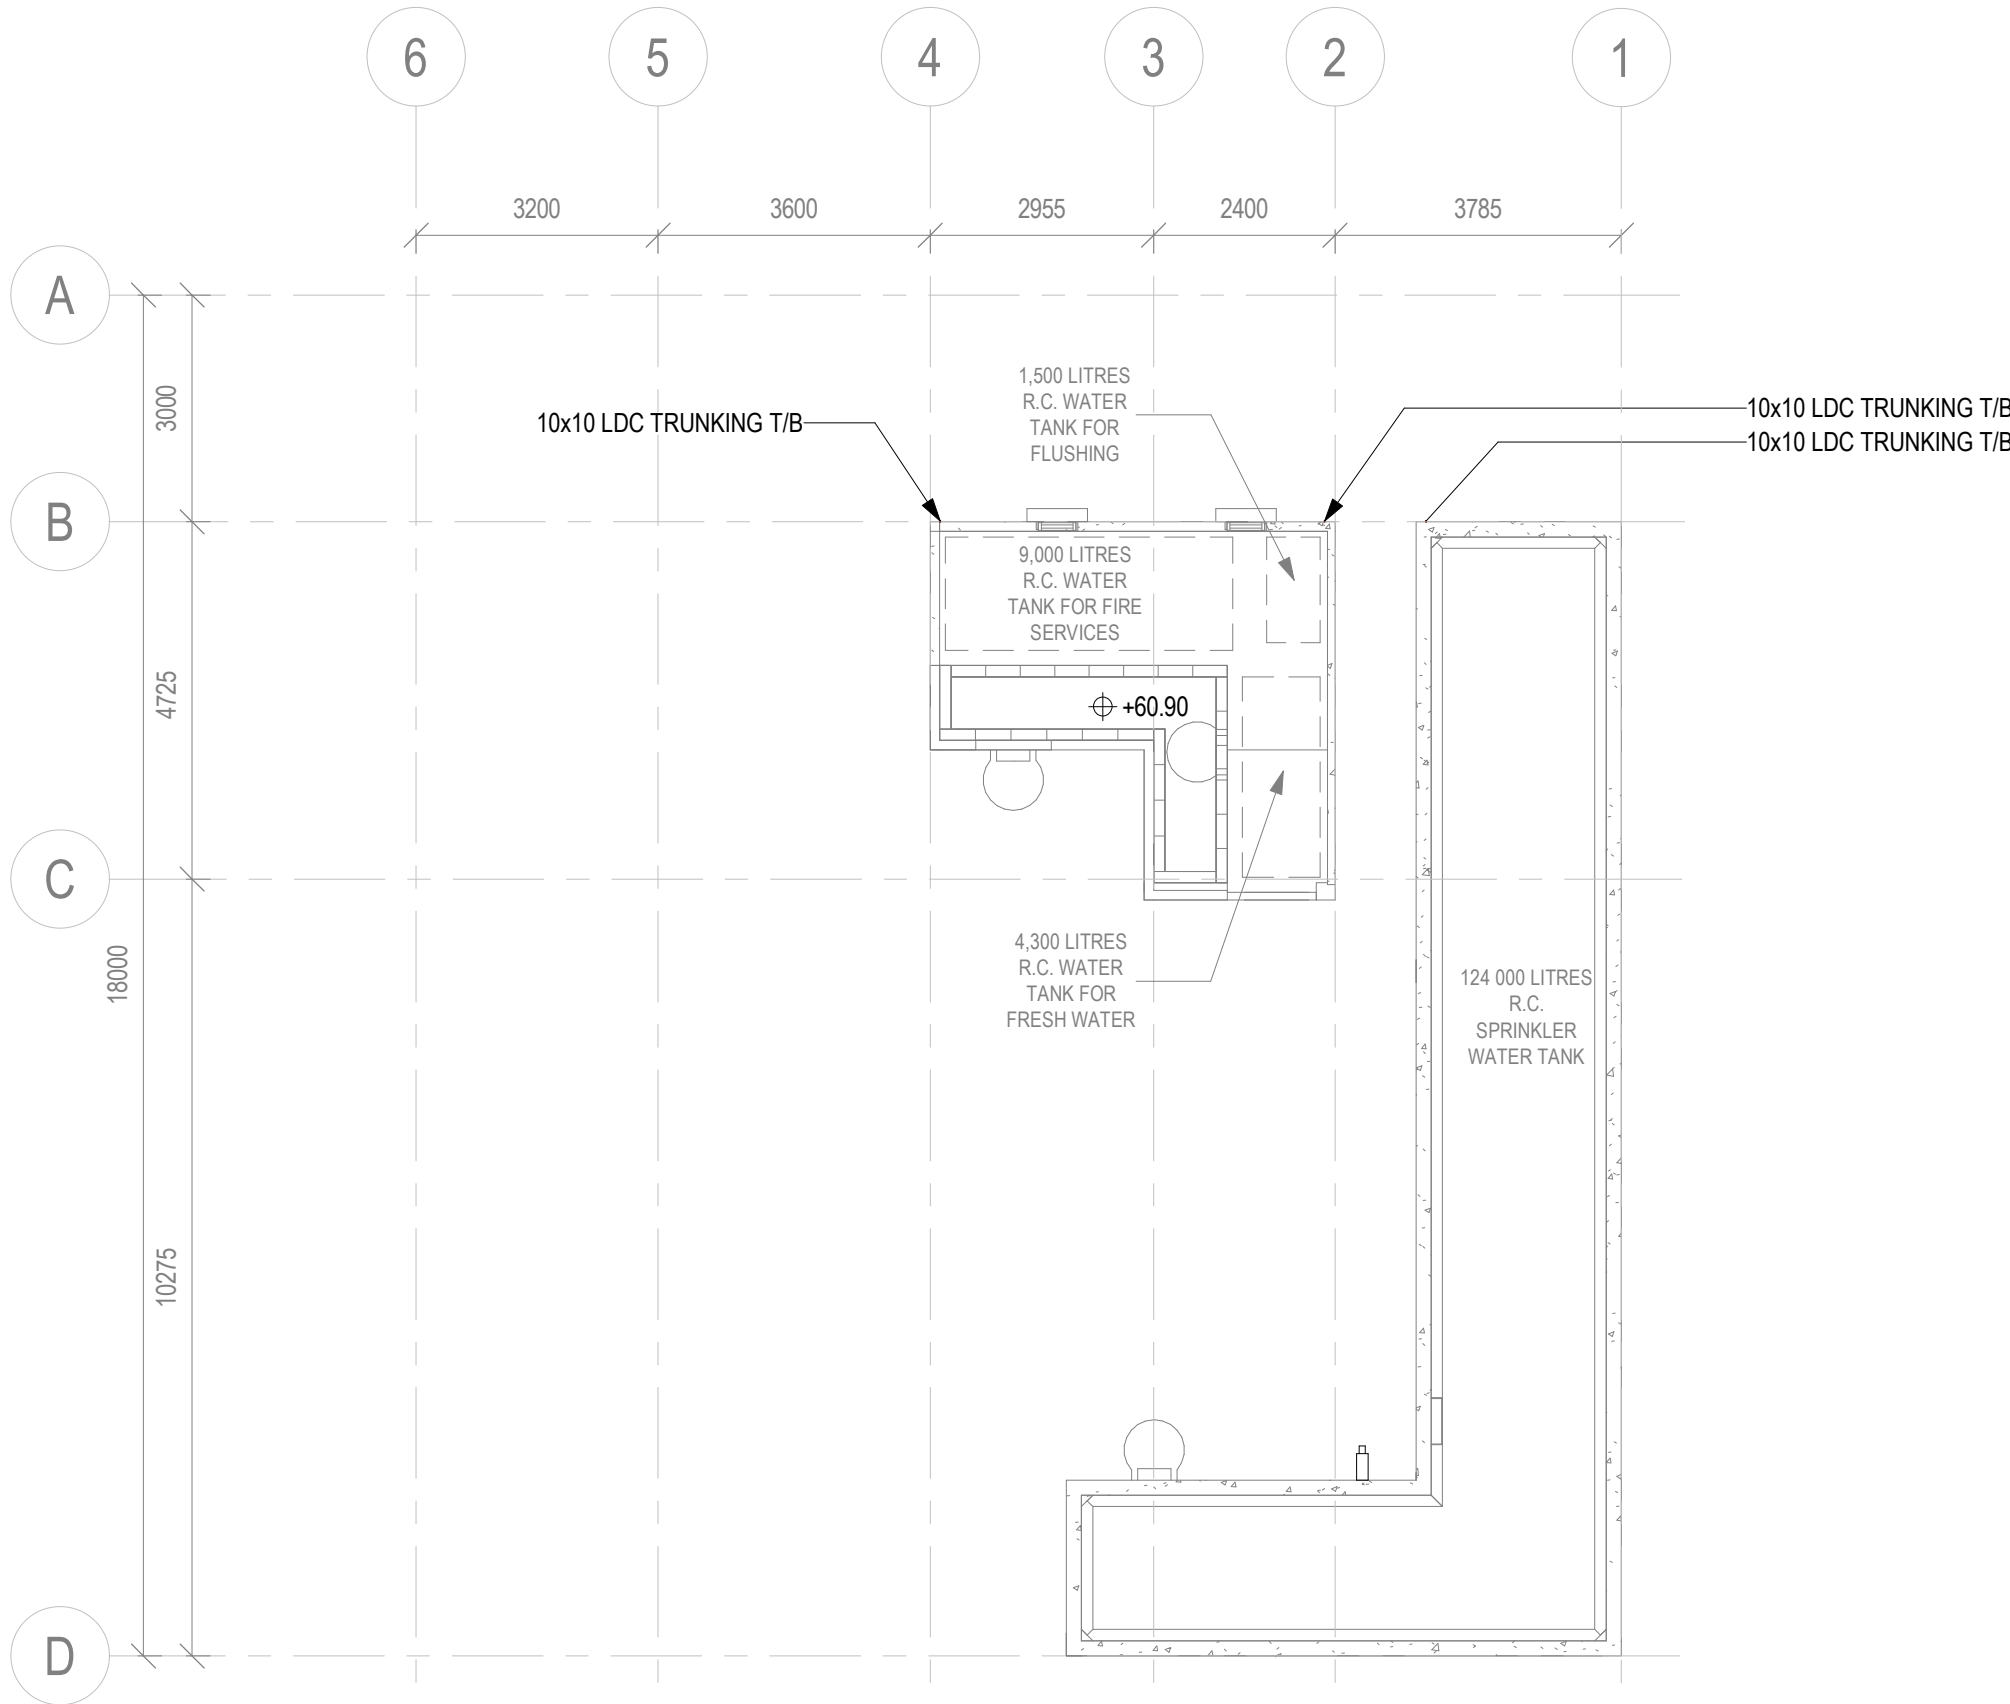 6
5
4
3
2
1
3200
3600
2955
2400
3785
A
B
C
D
3000
4725
10275
18000
10x10 LDC TRUNKING T/B
1,500 LITRES
R.C. WATER
TANK FOR
FLUSHING
10x10 LDC TRUNKING T/B
10x10 LDC TRUNKING T/B
9,000 LITRES
R.C. WATER
TANK FOR FIRE
SERVICES
+60.90
4,300 LITRES
R.C. WATER
TANK FOR
FRESH WATER
124 000 LITRES
R.C.
SPRINKLER
WATER TANK